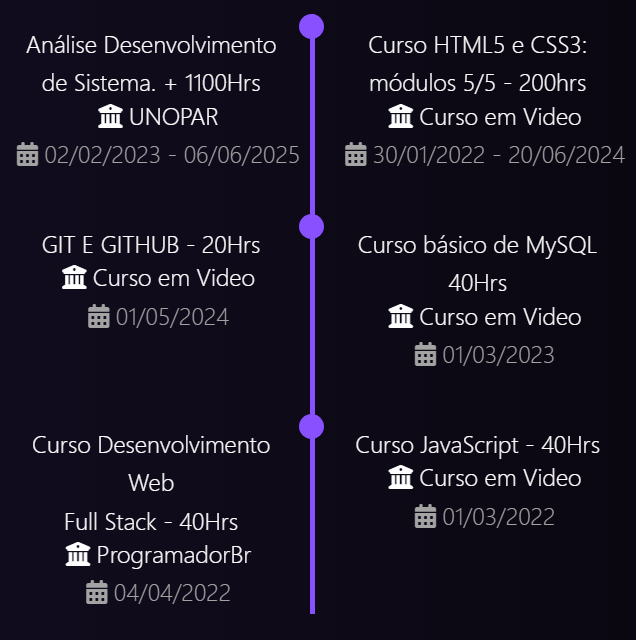 Análise Desenvolvimento
de Sistema. + 1100Hrs
UNOPAR
02/02/2023 - 06/06/2025
Curso HTML5 e CSS3:
módulos 5/5 - 200hrs
Curso em Video
30/01/2022 - 20/06/2024
GIT E GITHUB - 20Hrs
Curso em Video
01/05/2024
Curso básico de MySQL
40Hrs
Curso em Video
01/03/2023
Curso Desenvolvimento
Web
Full Stack - 40Hrs
ProgramadorBr
04/04/2022
Curso JavaScript - 40Hrs
Curso em Video
01/03/2022